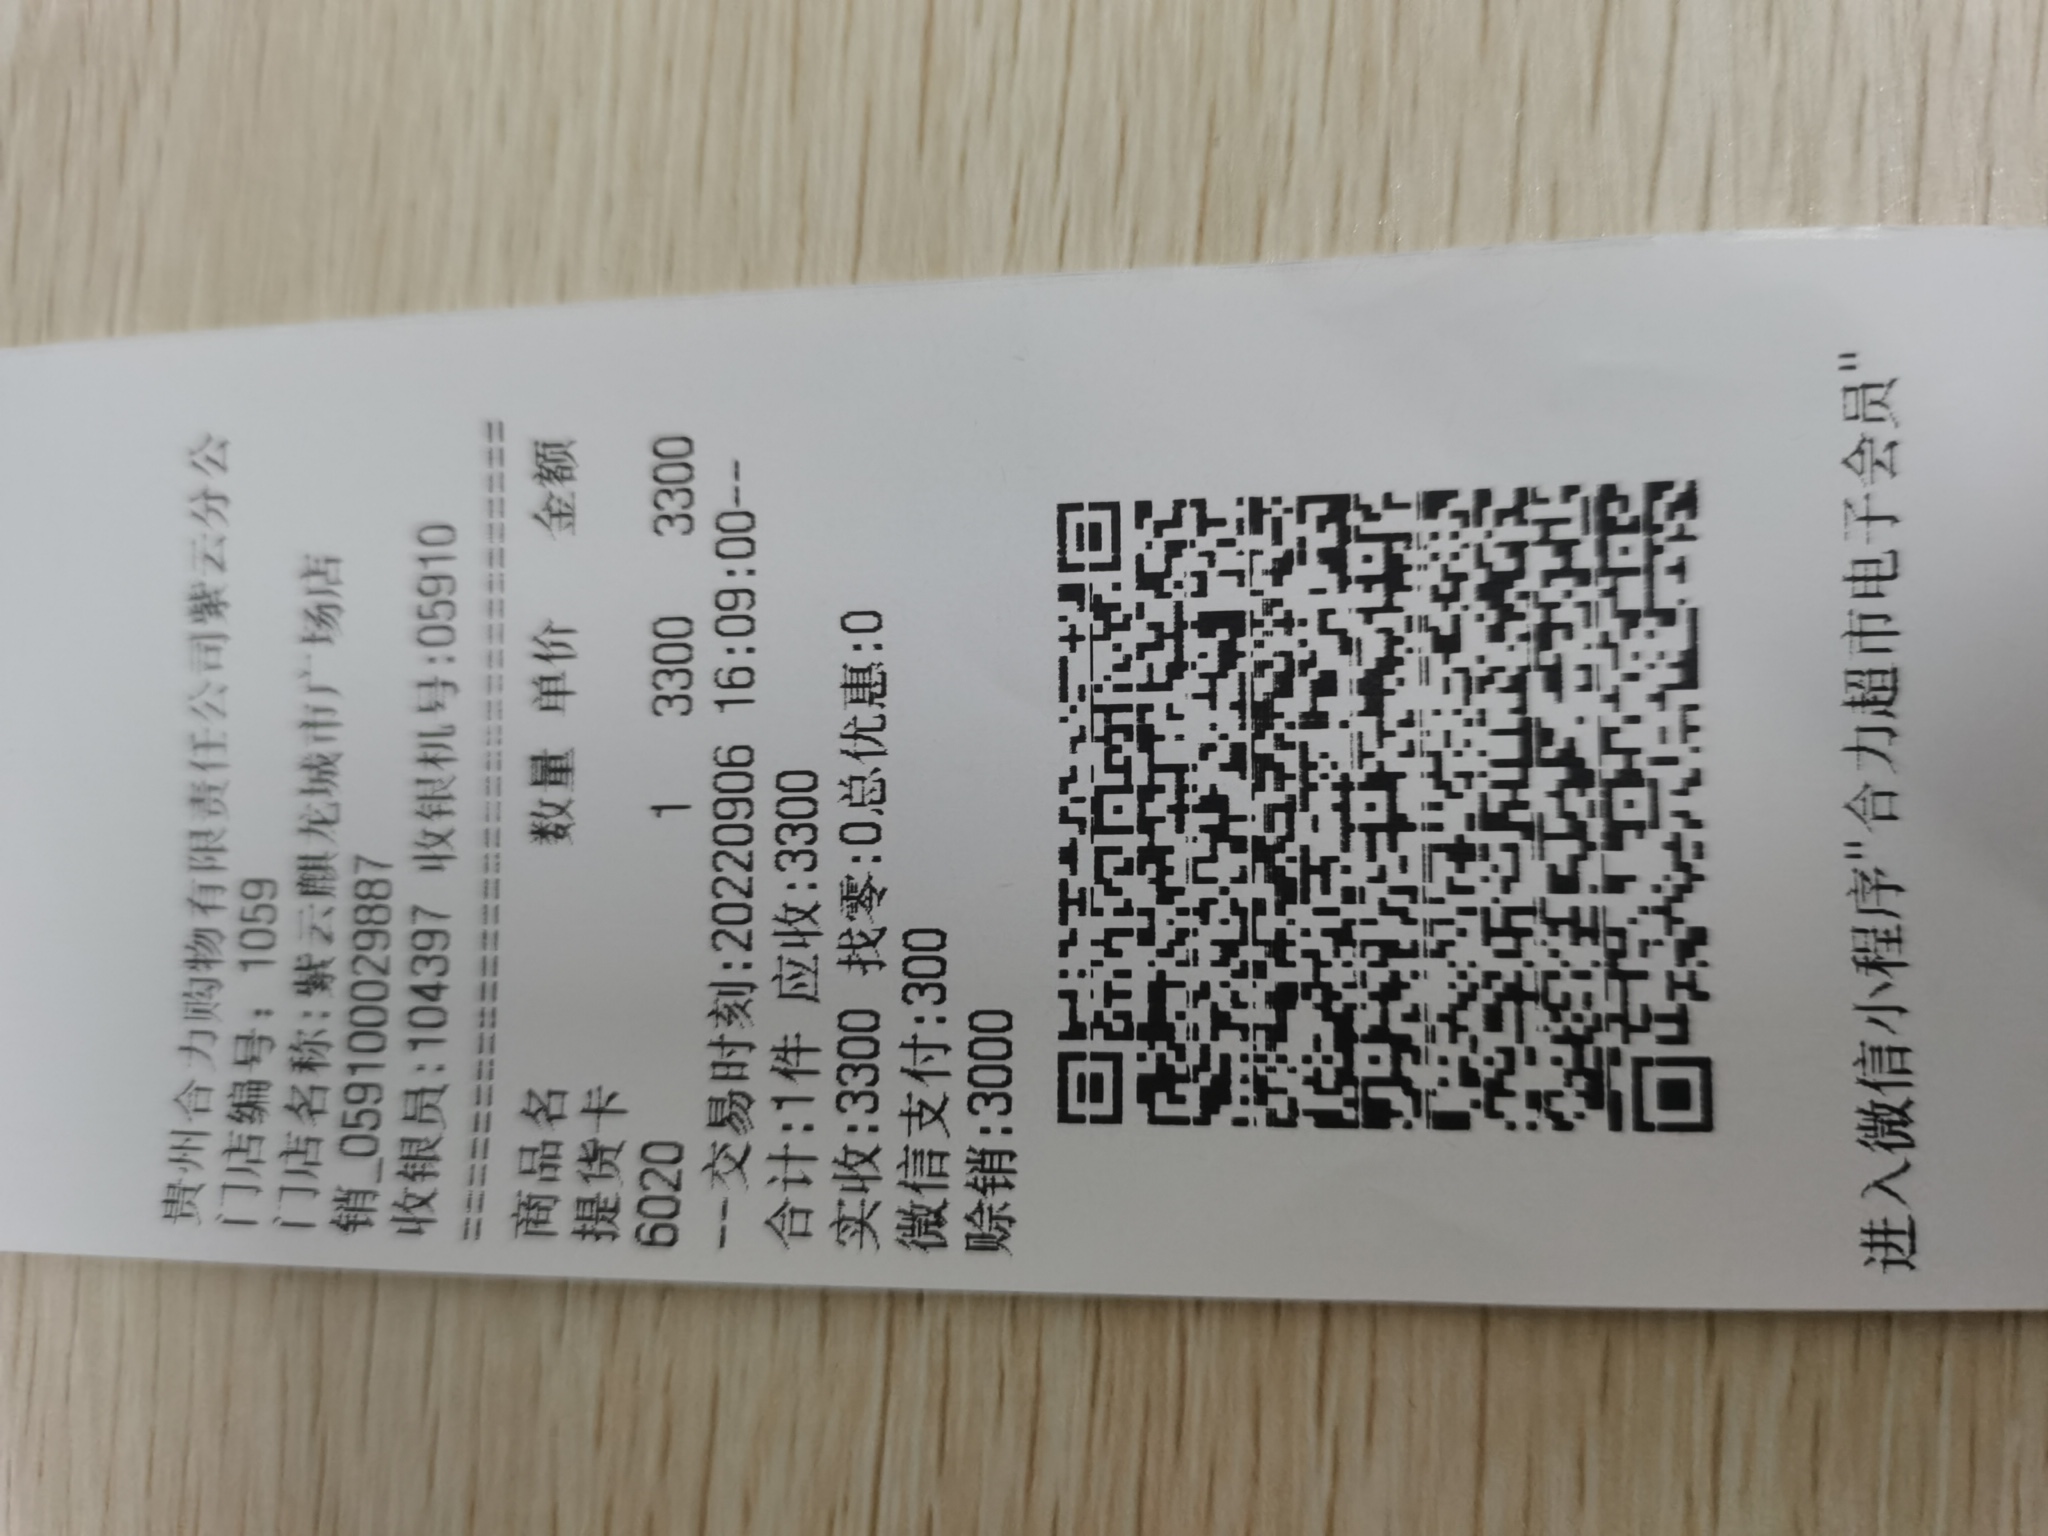 贵州合力购物有限责任公司紫云分公
门店编号: 1059
门店名称:紫云麒龙城市广场店
销_0591000029887
收银员:104397 收银机号:05910
========================================
商品名 数量 单价 金额
提货卡
6020 1 3300 3300
--交易时刻:20220906 16:09:00--
合计:1件 应收:3300
实收:3300 找零:0总优惠:0
微信支付:300
赊销:3000
进入微信小程序"合力超市电子会员"